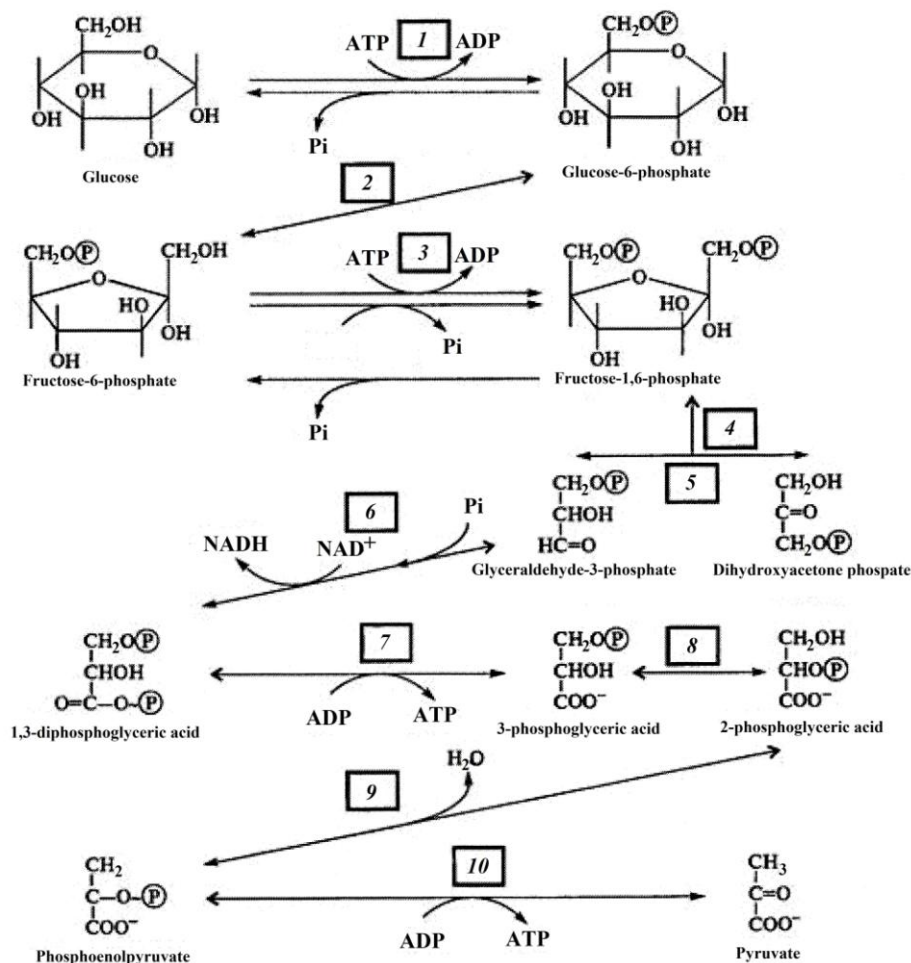 CH₂OH
O
OH
OH
OH
OH
Glucose
ATP
1
ADP
Pi
CH₂OⓅ
O
OH
OH
OH
OH
Glucose-6-phosphate
2
CH₂OⓅ
CH₂OH
O
HO
OH
OH
Fructose-6-phosphate
ATP
3
ADP
Pi
Pi
CH₂OⓅ
CH₂OⓅ
O
HO
OH
OH
Fructose-1,6-phosphate
4
5
CH₂OⓅ
CHOH
HC=O
Glyceraldehyde-3-phosphate
CH₂OH
C=O
CH₂OⓅ
Dihydroxyacetone phospate
6
Pi
NADH
NAD⁺
CH₂OⓅ
CHOH
O=C–O~Ⓟ
1,3-diphosphoglyceric acid
7
ADP
ATP
CH₂OⓅ
CHOH
COO⁻
3-phosphoglyceric acid
8
CH₂OH
CHOⓅ
COO⁻
2-phosphoglyceric acid
H₂O
9
CH₂
C–O~Ⓟ
COO⁻
Phosphoenolpyruvate
10
ADP
ATP
CH₃
C=O
COO⁻
Pyruvate